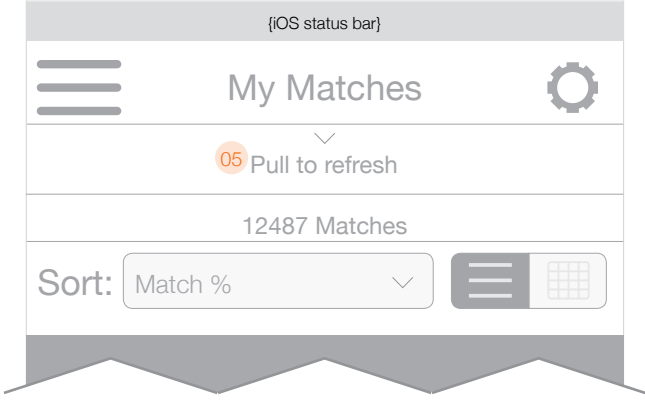 {iOS status bar}
My Matches
05 Pull to refresh
12487 Matches
Sort: Match %